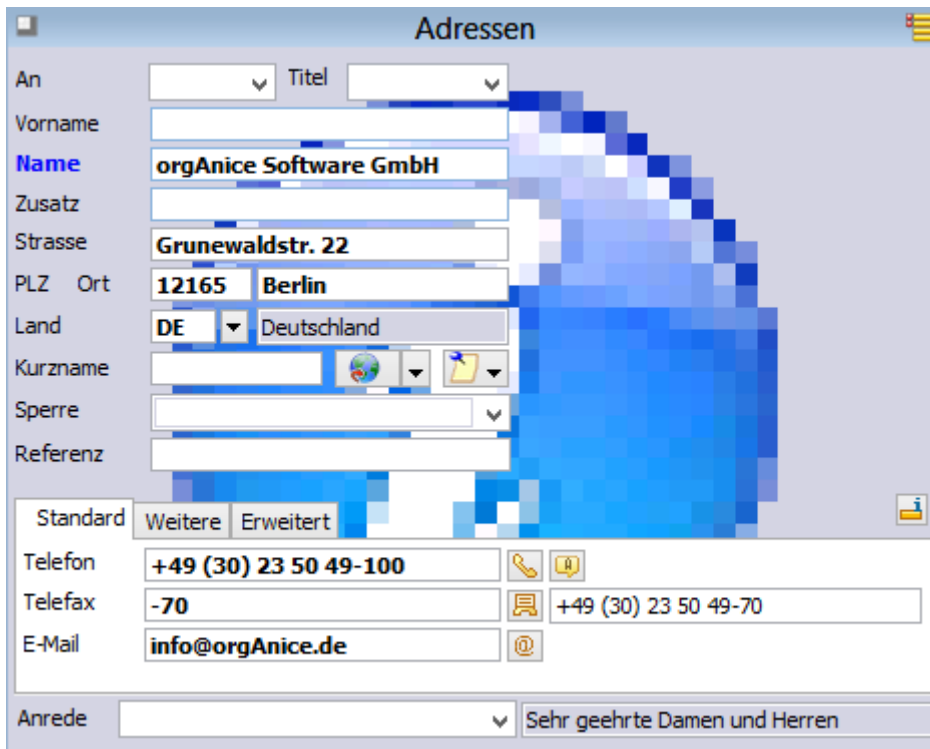 Adressen
An Titel
Vorname
Name orgAnice Software GmbH
Zusatz
Strasse Grunewaldstr. 22
PLZ Ort 12165 Berlin
Land DE Deutschland
Kurzname
Sperre
Referenz
Standard Weitere Erweitert
Telefon +49 (30) 23 50 49-100
Telefax -70 +49 (30) 23 50 49-70
E-Mail info@orgAnice.de @
Anrede Sehr geehrte Damen und Herren